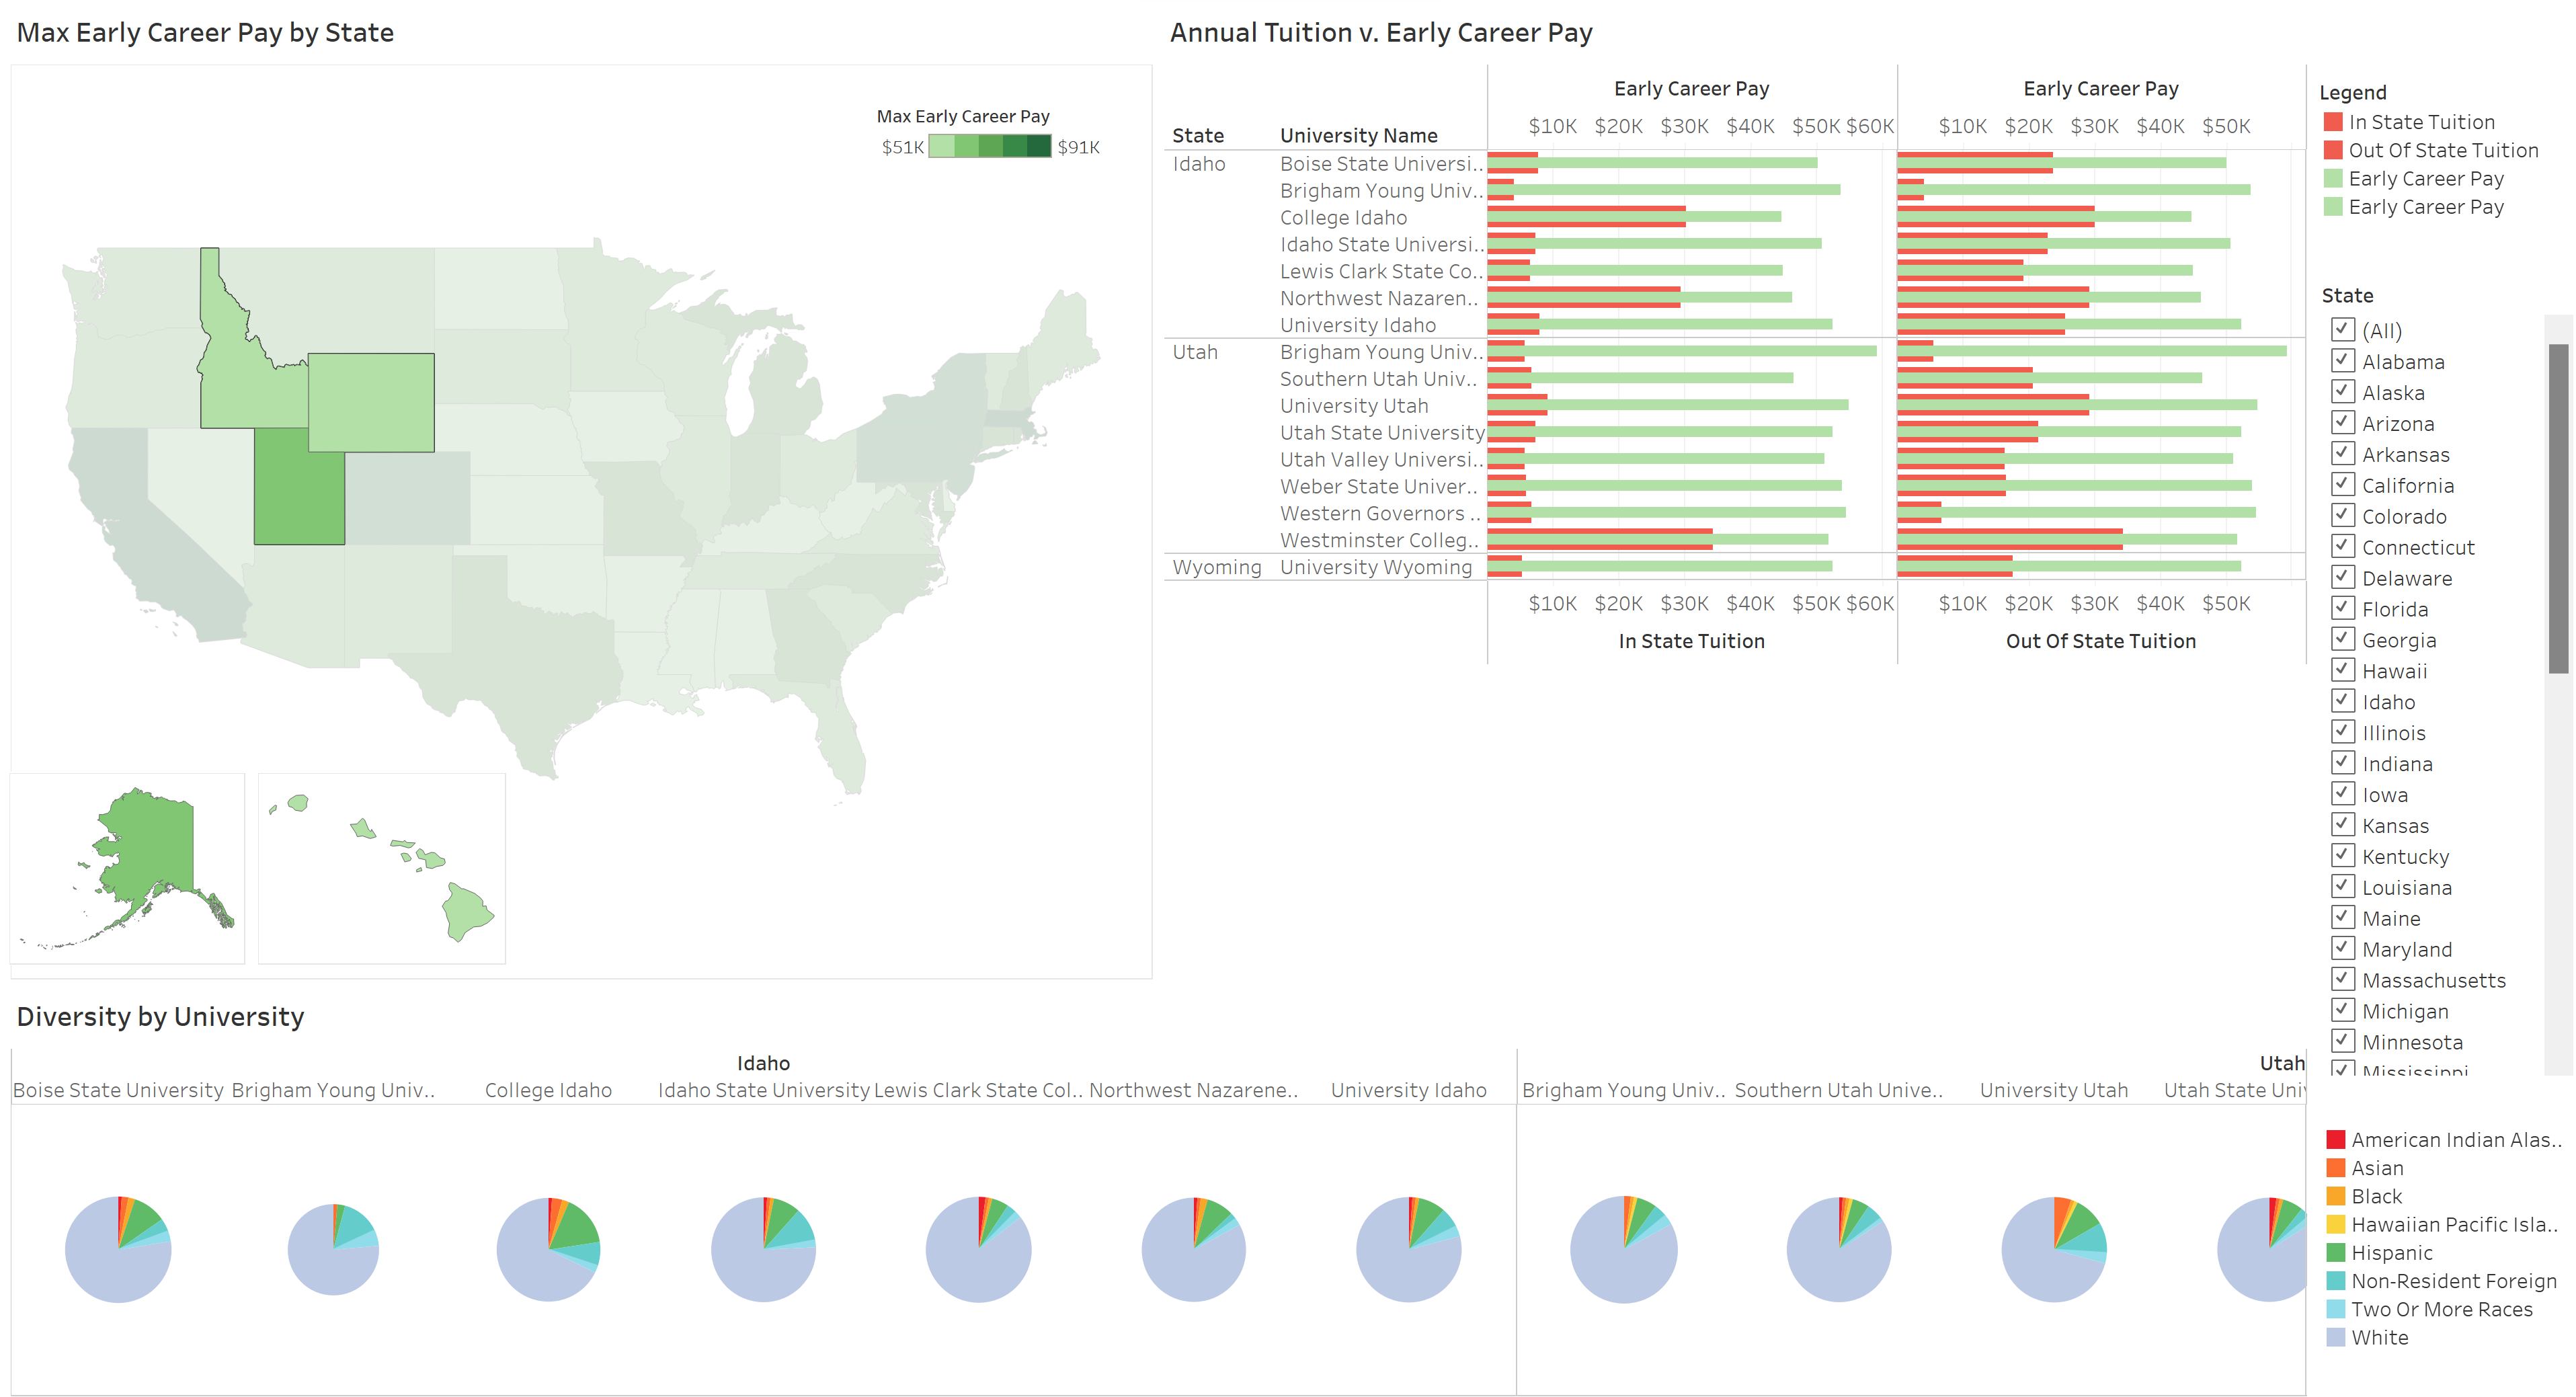 Max Early Career Pay by State
Max Early Career Pay
$51K $91K
Annual Tuition v. Early Career Pay
Early Career Pay Early Career Pay
$10K $20K $30K $40K $50K $60K $10K $20K $30K $40K $50K
State University Name
Idaho Boise State Universi..
Brigham Young Univ..
College Idaho
Idaho State Universi..
Lewis Clark State Co..
Northwest Nazaren..
University Idaho
Utah Brigham Young Univ..
Southern Utah Univ..
University Utah
Utah State University
Utah Valley Universi..
Weber State Univer..
Western Governors ..
Westminster Colleg..
Wyoming University Wyoming
$10K $20K $30K $40K $50K $60K $10K $20K $30K $40K $50K
In State Tuition Out Of State Tuition
Legend
In State Tuition
Out Of State Tuition
Early Career Pay
Early Career Pay
State
(All)
Alabama
Alaska
Arizona
Arkansas
California
Colorado
Connecticut
Delaware
Florida
Georgia
Hawaii
Idaho
Illinois
Indiana
Iowa
Kansas
Kentucky
Louisiana
Maine
Maryland
Massachusetts
Michigan
Minnesota
Mississippi
Diversity by University
Idaho Utah
Boise State University Brigham Young Univ.. College Idaho Idaho State University Lewis Clark State Col.. Northwest Nazarene.. University Idaho Brigham Young Univ.. Southern Utah Unive.. University Utah Utah State Univ
American Indian Alas..
Asian
Black
Hawaiian Pacific Isla..
Hispanic
Non-Resident Foreign
Two Or More Races
White